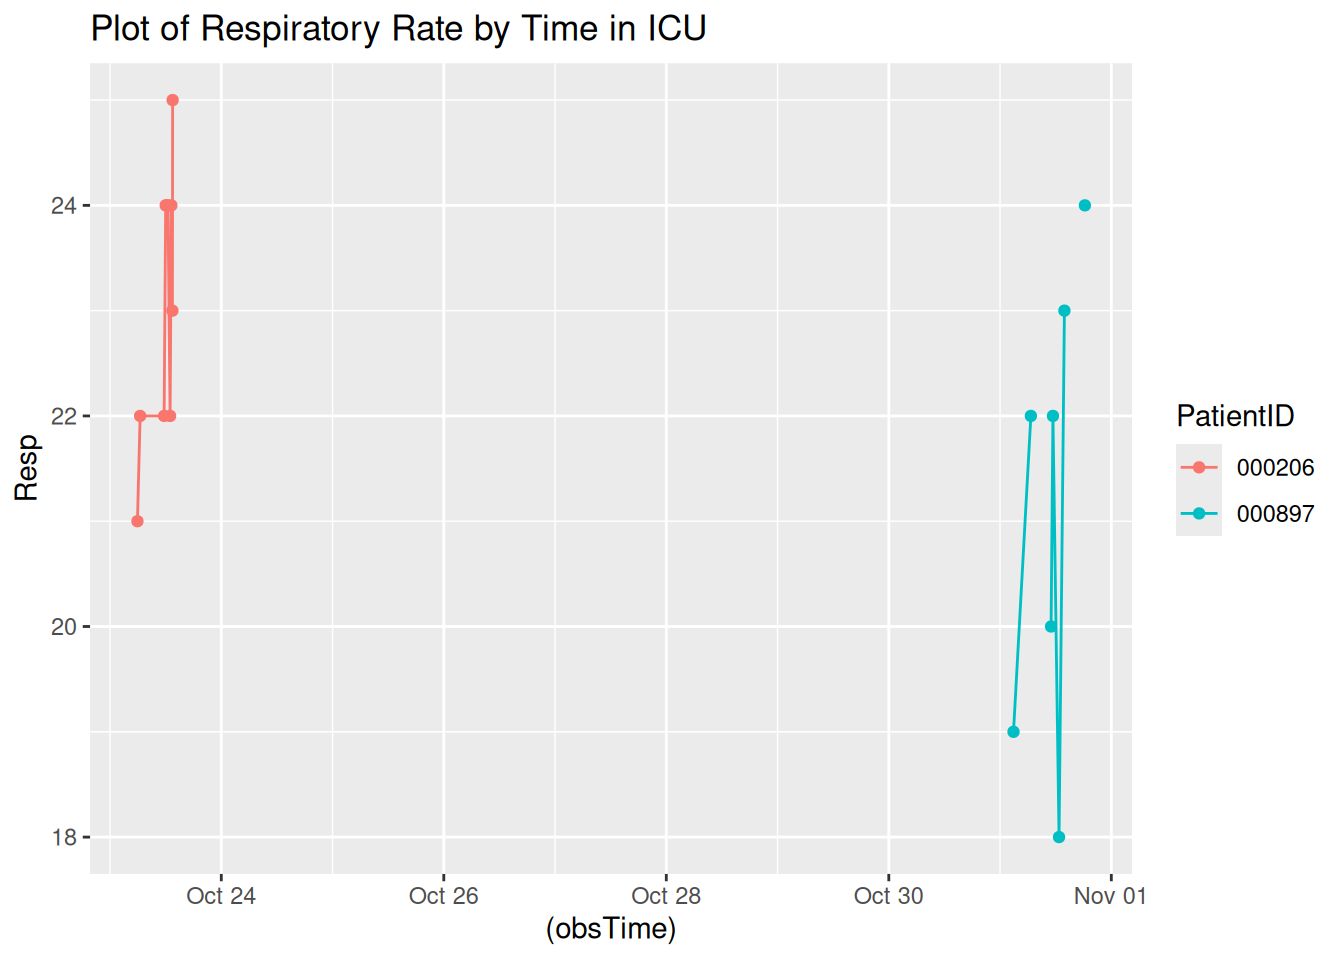 Plot of Respiratory Rate by Time in ICU
Resp
24
22
20
18
Oct 24
Oct 26
Oct 28
Oct 30
Nov 01
(obsTime)
PatientID
000206
000897